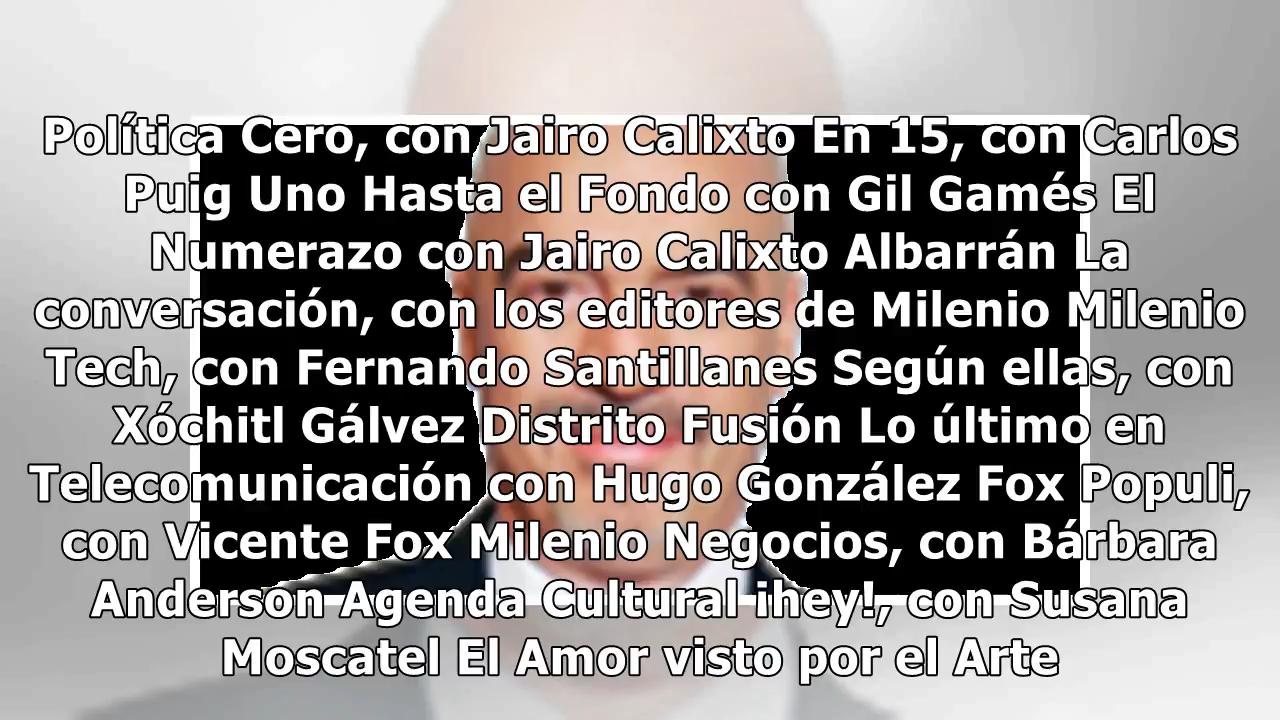 Política Cero, con Jairo Calixto En 15, con Carlos
Puig Uno Hasta el Fondo con Gil Gamés El
Numerazo con Jairo Calixto Albarrán La
conversación, con los editores de Milenio Milenio
Tech, con Fernando Santillanes Según ellas, con
Xóchitl Gálvez Distrito Fusión Lo último en
Telecomunicación con Hugo González Fox Populi,
con Vicente Fox Milenio Negocios, con Bárbara
Anderson Agenda Cultural ihey!, con Susana
Moscatel El Amor visto por el Arte